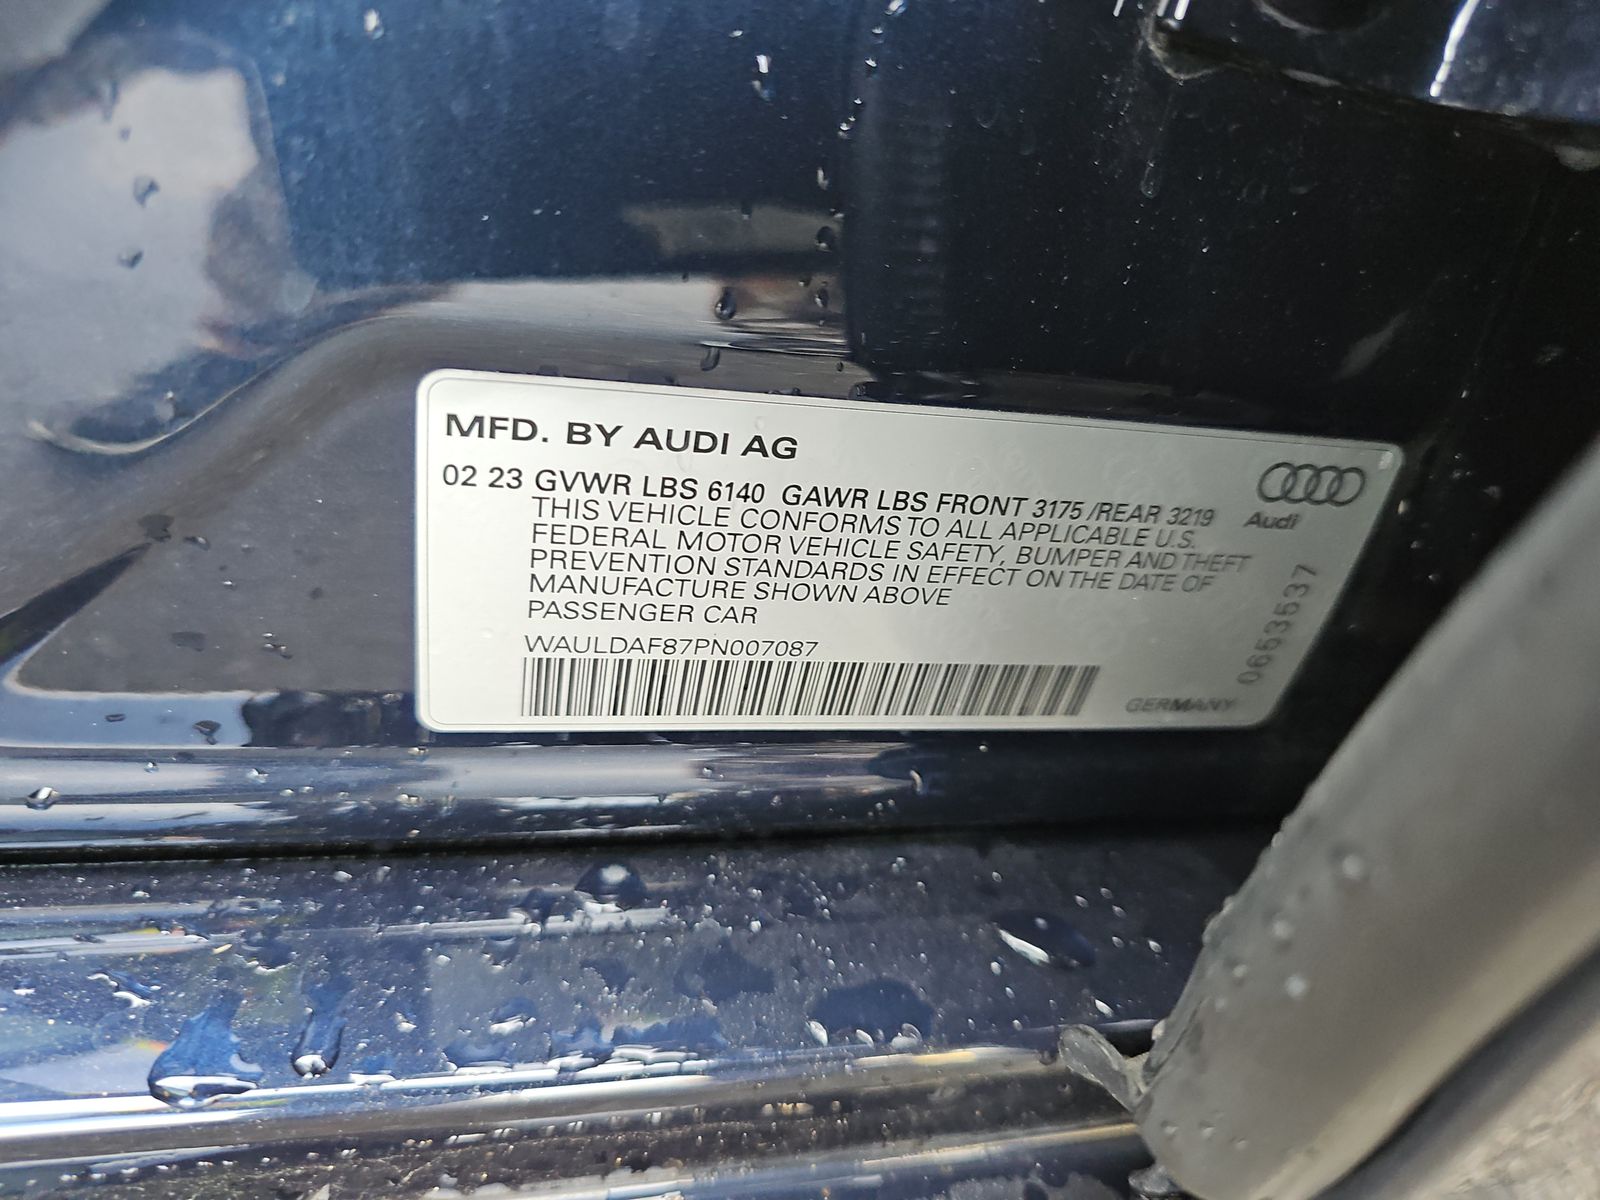 MFD. BY AUDI AG
02 23 GVWR LBS 6140 GAWR LBS FRONT 3175 /REAR 3219
THIS VEHICLE CONFORMS TO ALL APPLICABLE U.S.
FEDERAL MOTOR VEHICLE SAFETY, BUMPER AND THEFT
PREVENTION STANDARDS IN EFFECT ON THE DATE OF
MANUFACTURE SHOWN ABOVE
PASSENGER CAR
WAULDAF87PN007087
Audi
0653537
GERMANY